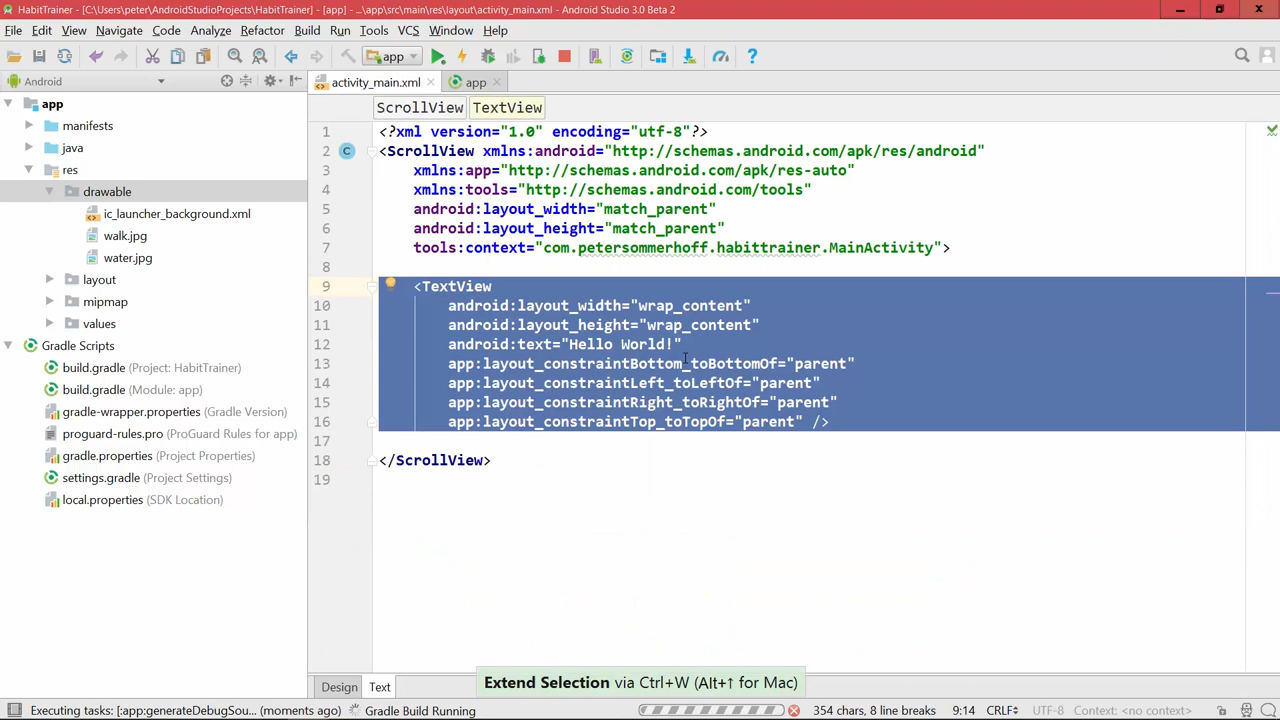 HabitTrainer - [C:\Users\peter\AndroidStudioProjects\HabitTrainer] - [app] - ...\app\src\main\res\layout\activity_main.xml - Android Studio 3.0 Beta 2
File Edit View Navigate Code Analyze Refactor Build Run Tools VCS Window Help
app
Android
activity_main.xml
app
ScrollView TextView
app
manifests
java
res
drawable
ic_launcher_background.xml
walk.jpg
water.jpg
layout
mipmap
values
Gradle Scripts
build.gradle (Project: HabitTrainer)
build.gradle (Module: app)
gradle-wrapper.properties (Gradle Version)
proguard-rules.pro (ProGuard Rules for app)
gradle.properties (Project Properties)
settings.gradle (Project Settings)
local.properties (SDK Location)
1 <?xml version="1.0" encoding="utf-8"?>
2 <ScrollView xmlns:android="http://schemas.android.com/apk/res/android"
3 xmlns:app="http://schemas.android.com/apk/res-auto"
4 xmlns:tools="http://schemas.android.com/tools"
5 android:layout_width="match_parent"
6 android:layout_height="match_parent"
7 tools:context="com.petersommerhoff.habittrainer.MainActivity">
8
9 <TextView
10 android:layout_width="wrap_content"
11 android:layout_height="wrap_content"
12 android:text="Hello World!"
13 app:layout_constraintBottom_toBottomOf="parent"
14 app:layout_constraintLeft_toLeftOf="parent"
15 app:layout_constraintRight_toRightOf="parent"
16 app:layout_constraintTop_toTopOf="parent" />
17
18 </ScrollView>
19
Design Text
Extend Selection via Ctrl+W (Alt+↑ for Mac)
Executing tasks: [:app:generateDebugSou... (moments ago) Gradle Build Running 354 chars, 8 line breaks 9:14 CRLF UTF-8 Context: <no context>